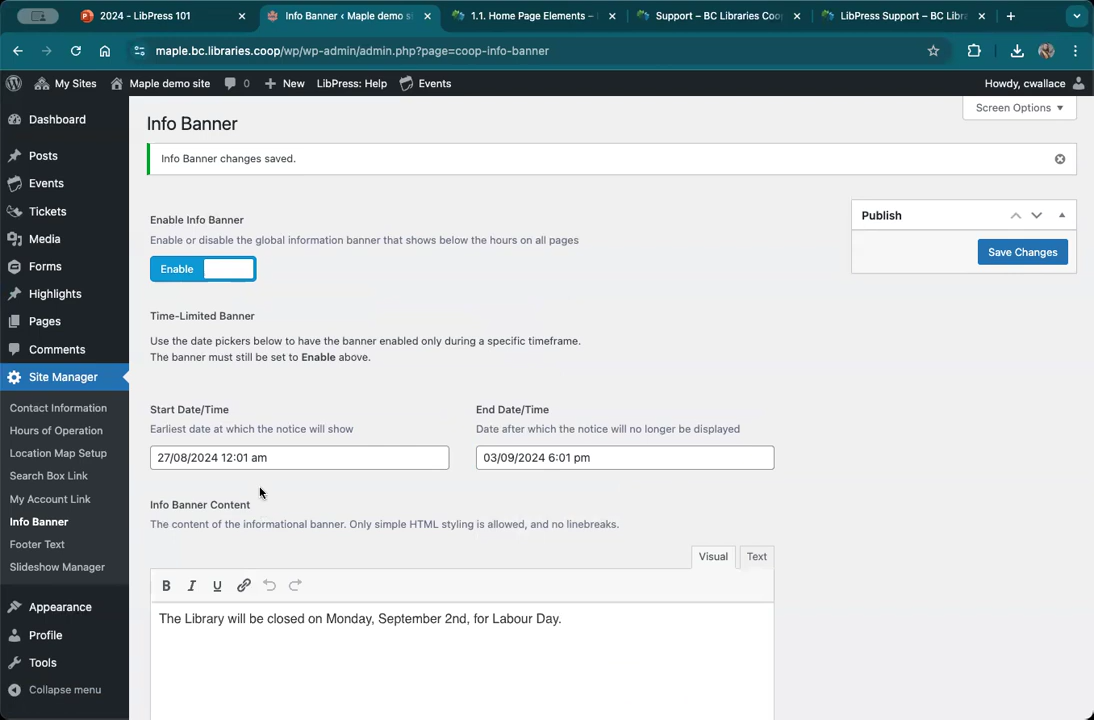 2024 - LibPress 101
Info Banner ‹ Maple demo s
1.1. Home Page Elements –
Support – BC Libraries Coo
LibPress Support – BC Libra
maple.bc.libraries.coop/wp/wp-admin/admin.php?page=coop-info-banner
My Sites
Maple demo site
0
New
LibPress: Help
Events
Howdy, cwallace
Screen Options
Dashboard
Posts
Events
Tickets
Media
Forms
Highlights
Pages
Comments
Site Manager
Contact Information
Hours of Operation
Location Map Setup
Search Box Link
My Account Link
Info Banner
Footer Text
Slideshow Manager
Appearance
Profile
Tools
Collapse menu
Info Banner
Info Banner changes saved.
Enable Info Banner
Enable or disable the global information banner that shows below the hours on all pages
Enable
Time-Limited Banner
Use the date pickers below to have the banner enabled only during a specific timeframe.
The banner must still be set to Enable above.
Start Date/Time
Earliest date at which the notice will show
27/08/2024 12:01 am
End Date/Time
Date after which the notice will no longer be displayed
03/09/2024 6:01 pm
Info Banner Content
The content of the informational banner. Only simple HTML styling is allowed, and no linebreaks.
Visual
Text
B I U
The Library will be closed on Monday, September 2nd, for Labour Day.
Publish
Save Changes